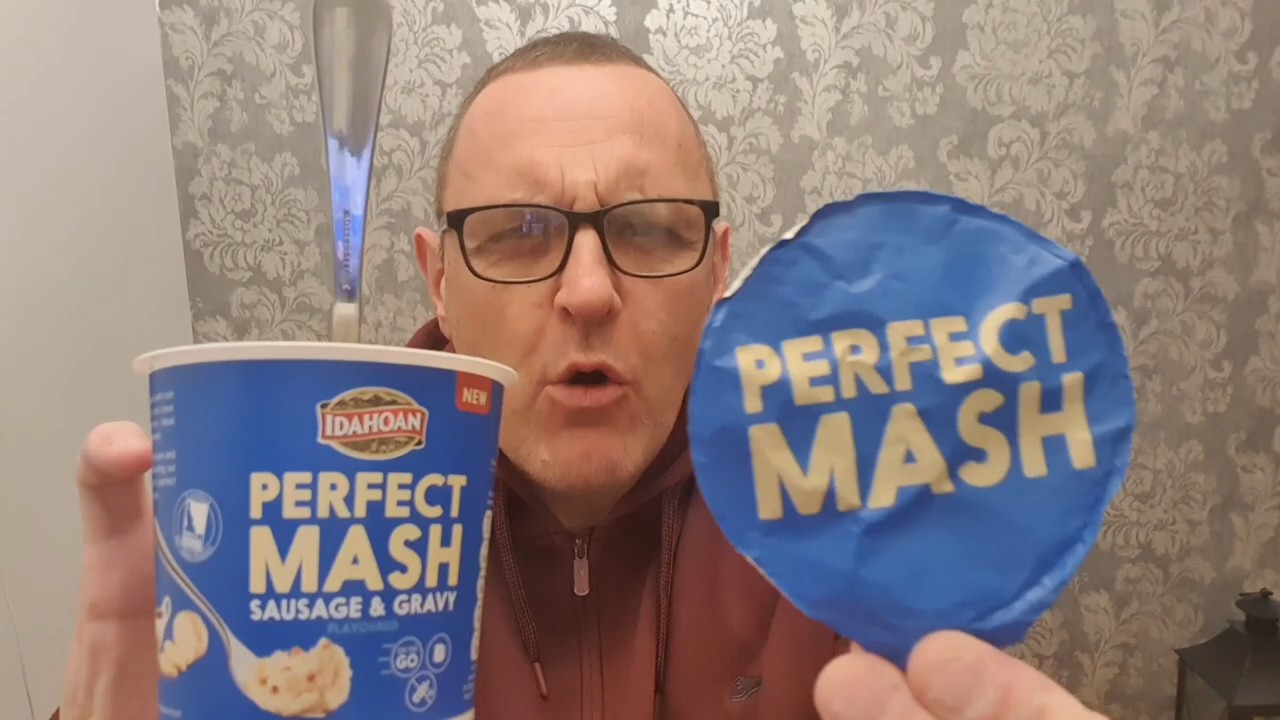 IDAHOAN
NEW
PERFECT
MASH
SAUSAGE & GRAVY
FLAVOURED
GO
PERFECT
MASH